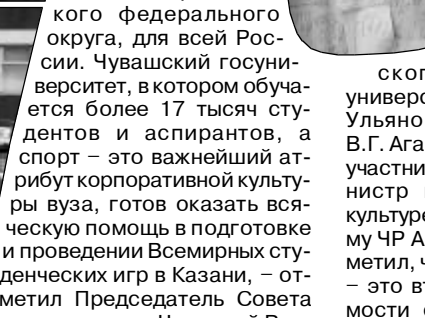 кого федерального
округа, для всей Рос-
сии. Чувашский госуни-
верситет, в котором обуча-
ется более 17 тысяч сту-
дентов и аспирантов, а
спорт – это важнейший ат-
рибут корпоративной культу-
ры вуза, готов оказать вся-
ческую помощь в подготовке
и проведении Всемирных сту-
денческих игр в Казани, – от-
метил Председатель Совета
ског
универс
Ульяно
В.Г. Ага
участни
нистр
культуре
му ЧР А
метил, ч
– это вт
мости